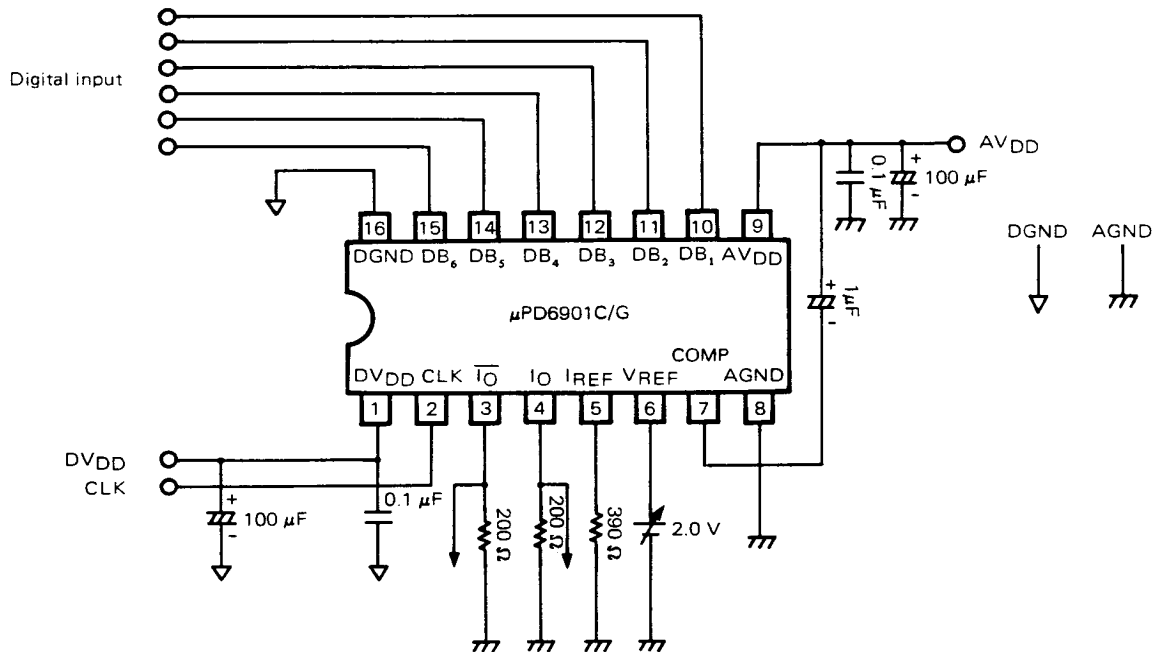 Digital input
AVDD
0.1 μF
+
100 μF
-
16
15
14
13
12
11
10
9
DGND
DB6
DB5
DB4
DB3
DB2
DB1
AVDD
DGND
AGND
+
1μF
-
μPD6901C/G
DVDD
CLK
IO
IO
IREF
VREF
COMP
AGND
1
2
3
4
5
6
7
8
DVDD
CLK
+
100 μF
-
0.1 μF
200 Ω
200 Ω
390 Ω
2.0 V